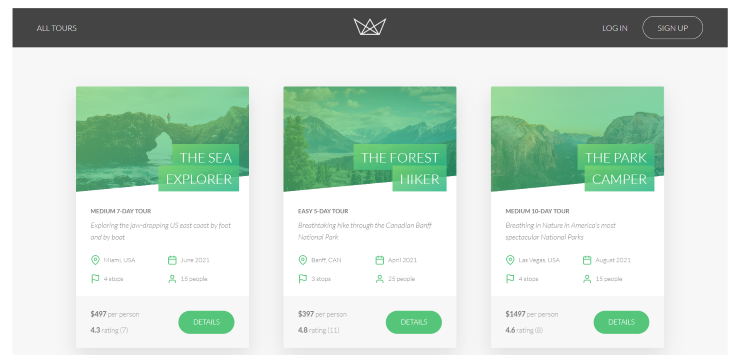 ALL TOURS
LOG IN
SIGN UP
THE SEA
EXPLORER
MEDIUM 7-DAY TOUR
Exploring the jaw-dropping US east coast by foot
and by boat
Miami, USA
June 2021
4 stops
15 people
$497 per person
4.3 rating (7)
DETAILS
THE FOREST
HIKER
EASY 5-DAY TOUR
Breathtaking hike through the Canadian Banff
National Park
Banff, CAN
April 2021
3 stops
25 people
$397 per person
4.8 rating (11)
DETAILS
THE PARK
CAMPER
MEDIUM 10-DAY TOUR
Breathing in Nature in America's most
spectacular National Parks
Las Vegas, USA
August 2021
4 stops
15 people
$1497 per person
4.6 rating (8)
DETAILS